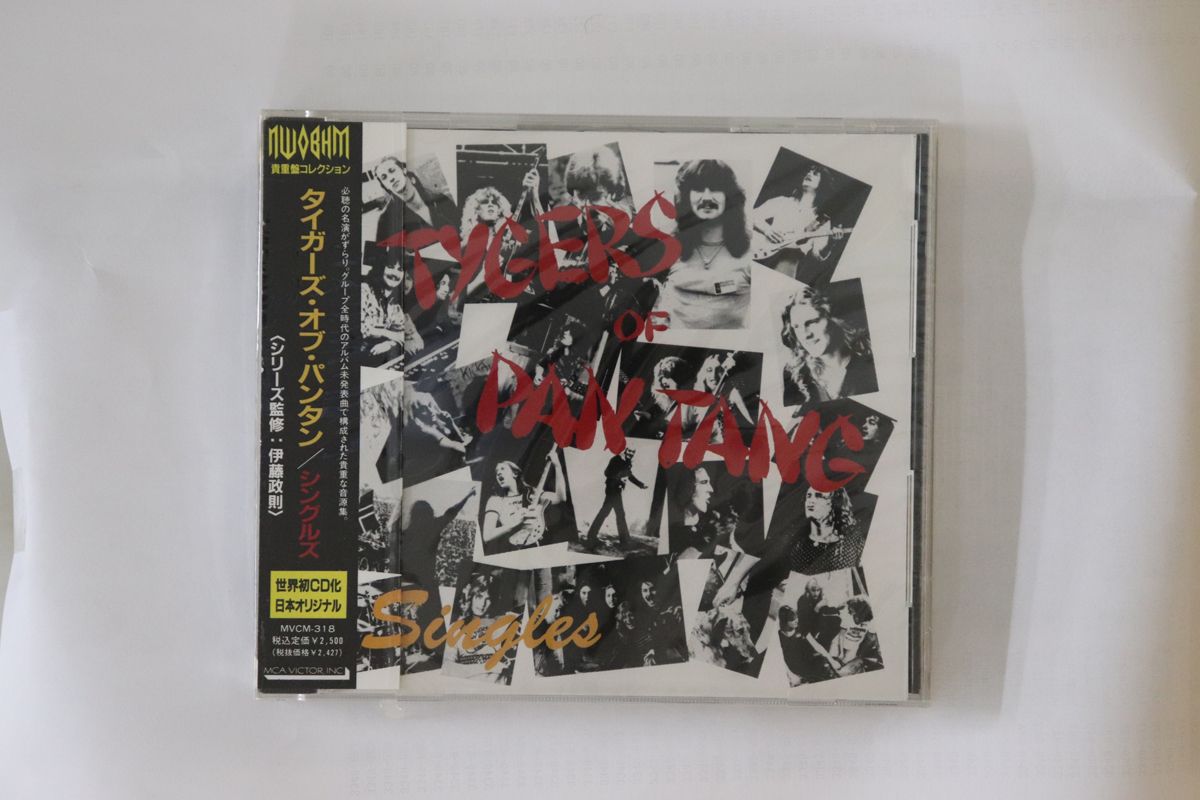 NWOBHM
貴重盤コレクション
必聴の名演がずらり。グループ全時代のアルバム未発表曲で構成された貴重な音源集。
タイガーズ・オブ・パンタン／シングルズ
〈シリーズ監修：伊藤政則〉
世界初CD化
日本オリジナル
MVCM-318
税込定価￥2,500
(税抜価格￥2,427)
MCA VICTOR, INC.
TYGERS
OF
PAN TANG
Singles